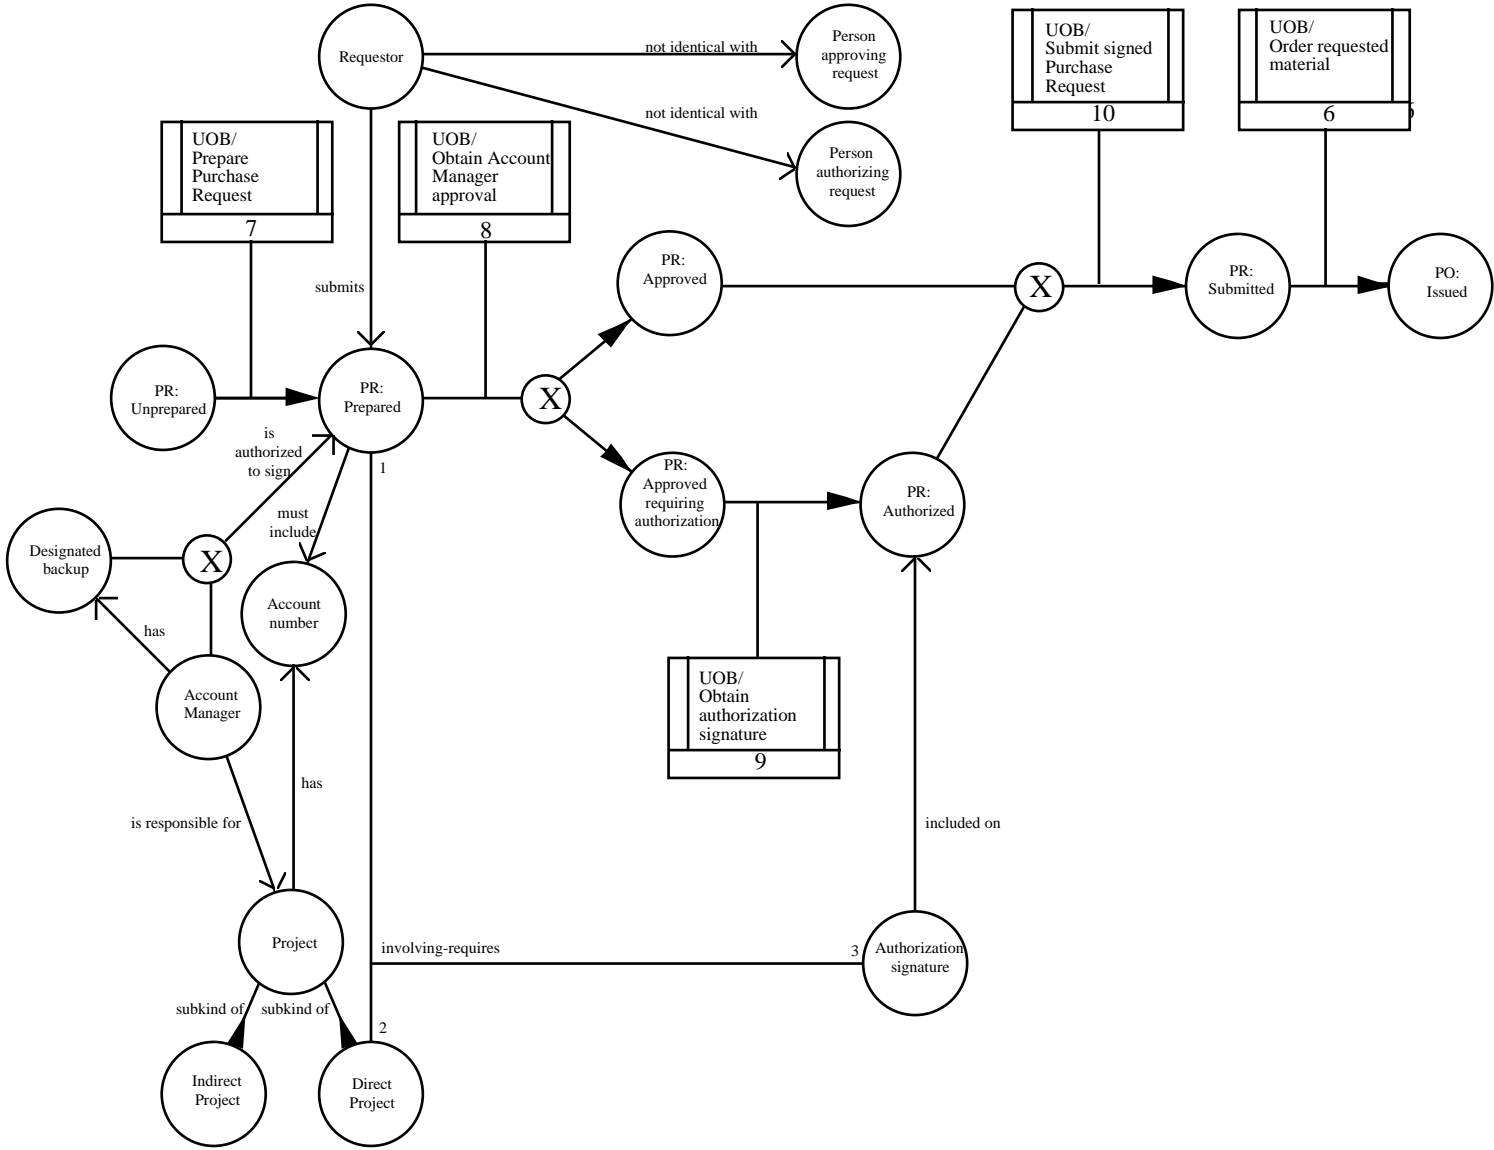 Requestor
not identical with
Person
approving
request
UOB/
Submit signed
Purchase
Request
10
UOB/
Order requested
material
6
not identical with
Person
authorizing
request
UOB/
Prepare
Purchase
Request
7
UOB/
Obtain Account
Manager
approval
8
submits
PR:
Approved
X
PR:
Submitted
PO:
Issued
PR:
Unprepared
PR:
Prepared
X
is
authorized
to sign
1
PR:
Approved
requiring
authorization
PR:
Authorized
must
include
Designated
backup
X
Account
number
has
Account
Manager
UOB/
Obtain
authorization
signature
9
has
is responsible for
included on
Project
involving-requires
3
Authorization
signature
subkind of
subkind of
2
Indirect
Project
Direct
Project